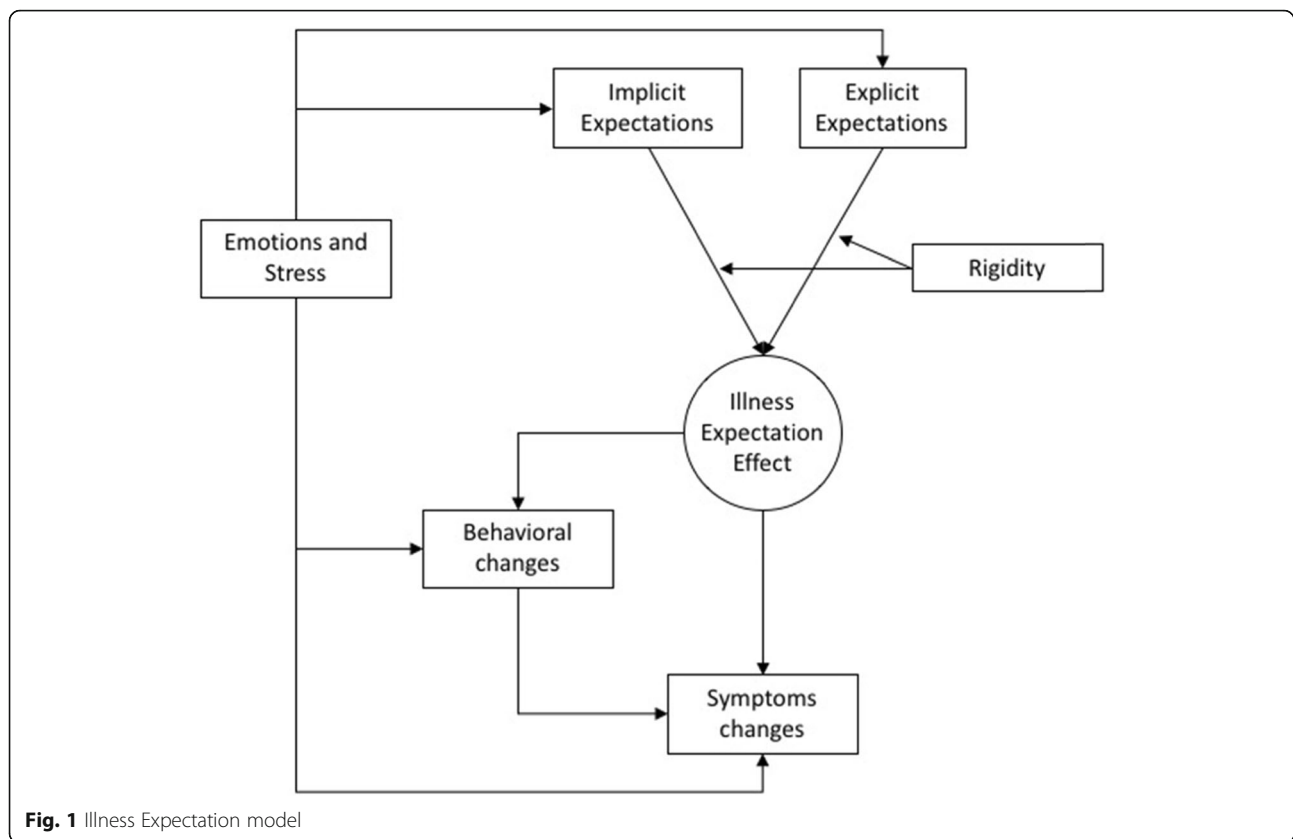 Implicit
Expectations
Explicit
Expectations
Emotions and
Stress
Rigidity
Illness
Expectation
Effect
Behavioral
changes
Symptoms
changes
Fig. 1 Illness Expectation model